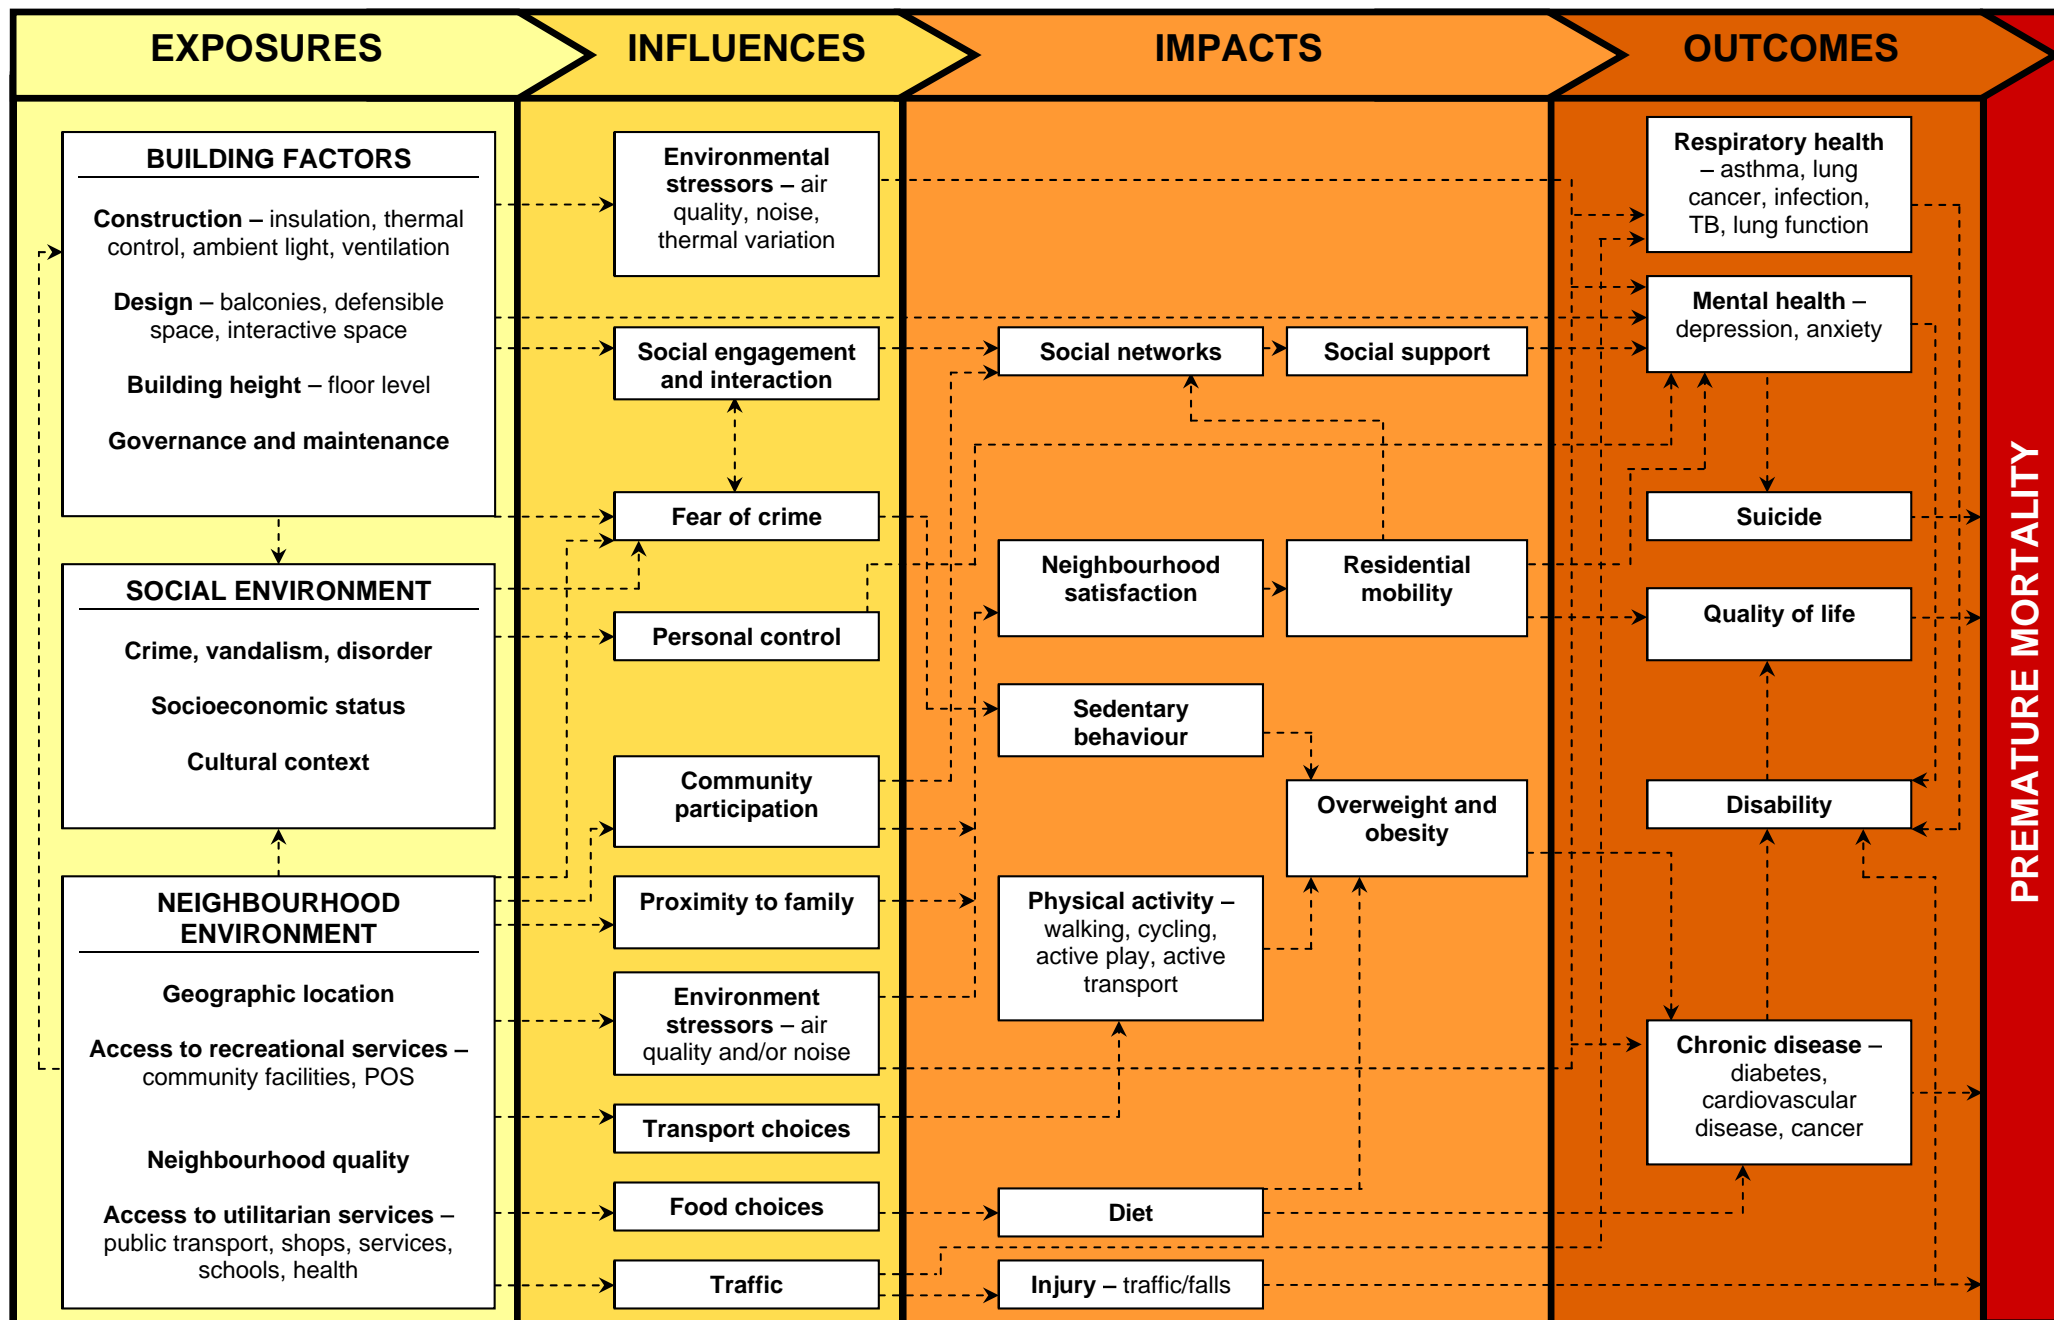 EXPOSURES
INFLUENCES
IMPACTS
OUTCOMES
BUILDING FACTORS
Construction – insulation, thermal
control, ambient light, ventilation
Design – balconies, defensible
space, interactive space
Building height – floor level
Governance and maintenance
SOCIAL ENVIRONMENT
Crime, vandalism, disorder
Socioeconomic status
Cultural context
NEIGHBOURHOOD
ENVIRONMENT
Geographic location
Access to recreational services –
community facilities, POS
Neighbourhood quality
Access to utilitarian services –
public transport, shops, services,
schools, health
Environmental
stressors – air
quality, noise,
thermal variation
Social engagement
and interaction
Fear of crime
Personal control
Community
participation
Proximity to family
Environment
stressors – air
quality and/or noise
Transport choices
Food choices
Traffic
Social networks
Social support
Neighbourhood
satisfaction
Residential
mobility
Sedentary
behaviour
Overweight and
obesity
Physical activity –
walking, cycling,
active play, active
transport
Diet
Injury – traffic/falls
Respiratory health
– asthma, lung
cancer, infection,
TB, lung function
Mental health –
depression, anxiety
Suicide
Quality of life
Disability
Chronic disease –
diabetes,
cardiovascular
disease, cancer
PREMATURE MORTALITY